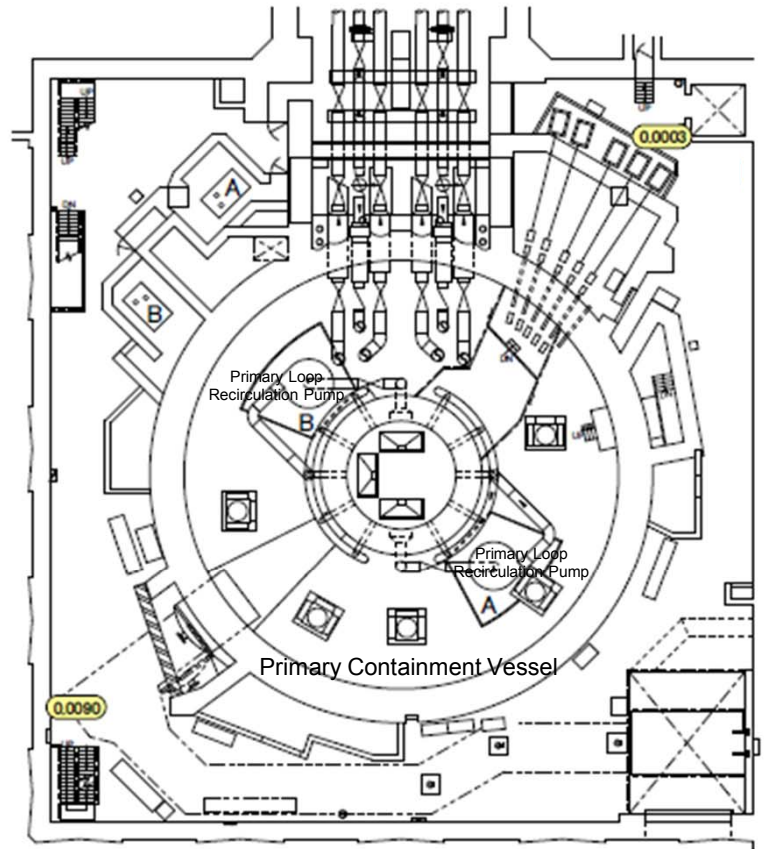 UP
UP
UP
0.0003
A
DN
B
Primary Loop
Recirculation Pump
B
Primary Loop
Recirculation Pump
A
Primary Containment Vessel
0.0090
UP